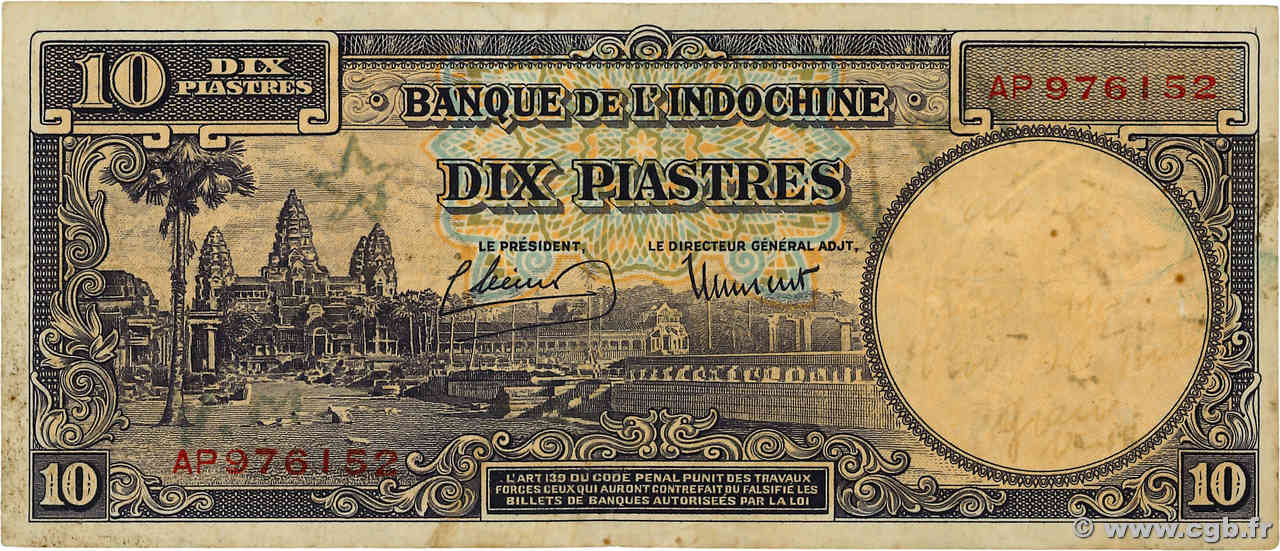 10 DIX PIASTRES
AP 976152
BANQUE DE L'INDOCHINE
DIX PIASTRES
LE PRÉSIDENT,
LE DIRECTEUR GÉNÉRAL ADJT,
AP 976152
10
L'ART 139 DU CODE PENAL PUNIT DES TRAVAUX
FORCES CEUX QUI AURONT CONTREFAIT OU FALSIFIE LES
BILLETS DE BANQUES AUTORISEÉS PAR LA LOI
10
© www.cgb.fr